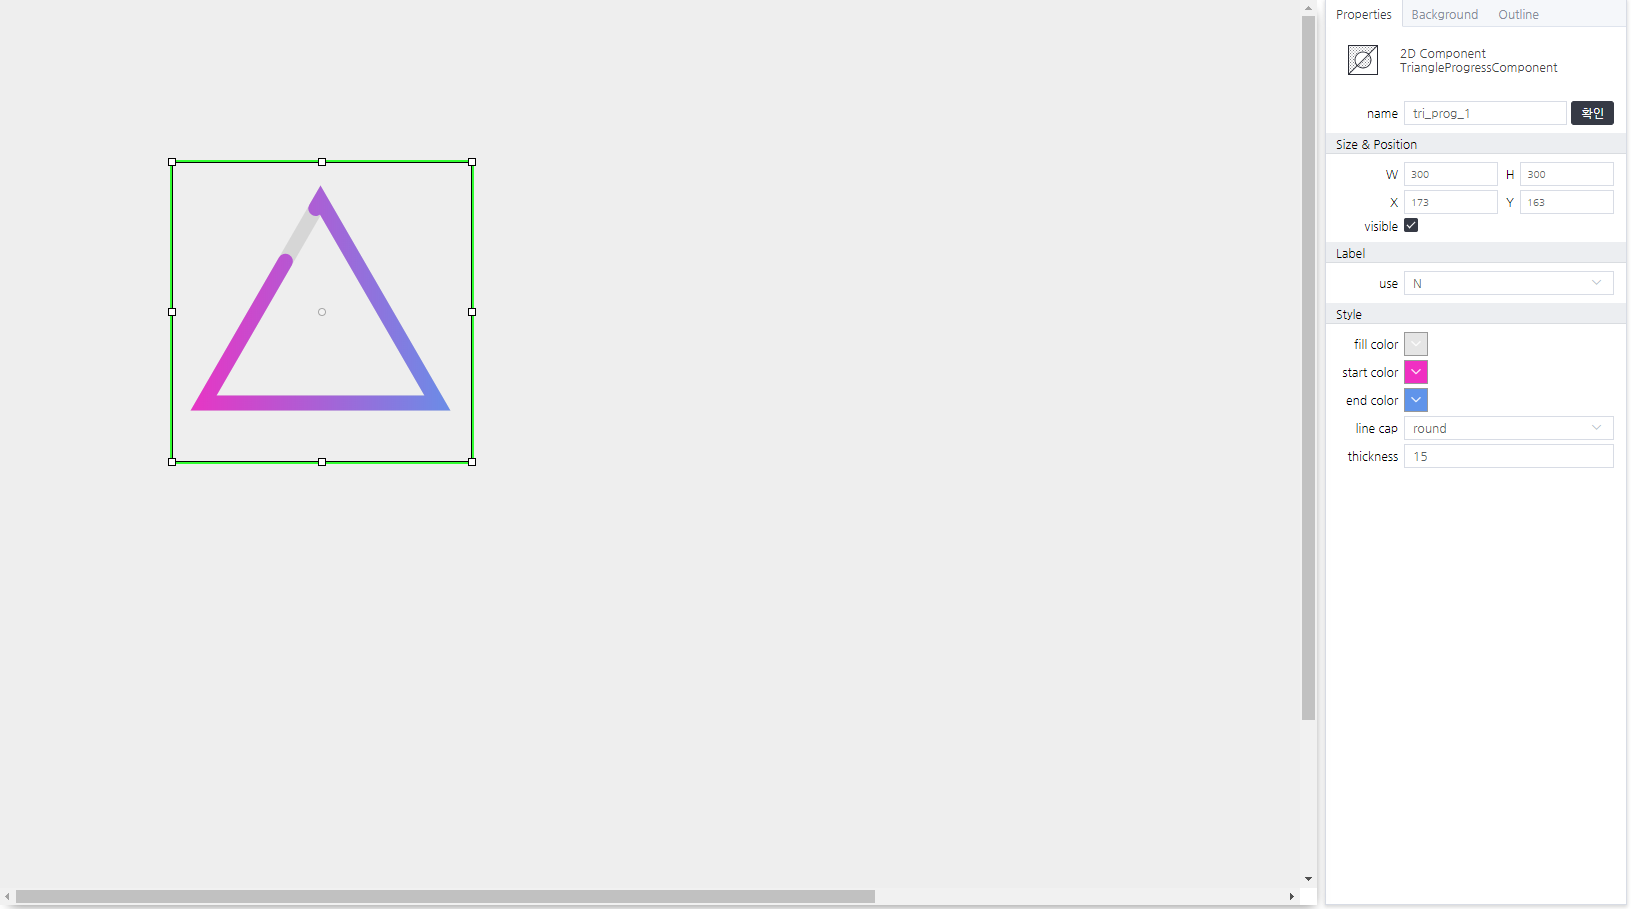 Properties Background Outline
2D Component
TriangleProgressComponent
name tri_prog_1 확인
Size & Position
W 300 H 300
X 173 Y 163
visible
Label
use N
Style
fill color
start color
end color
line cap round
thickness 15